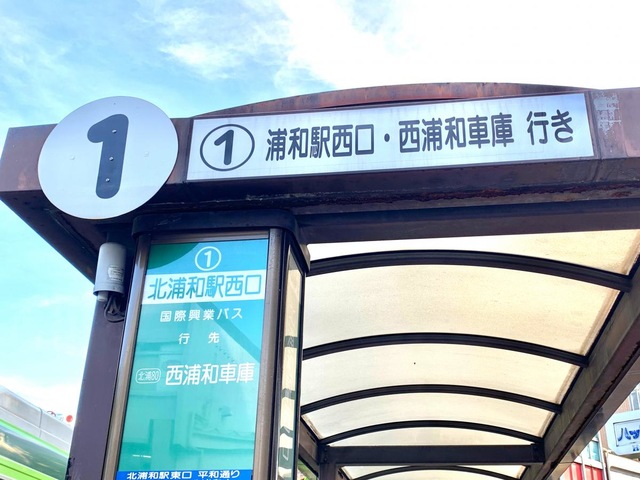 1
① 浦和駅西口・西浦和車庫 行き
①
北浦和駅西口
国際興業バス
行先
北浦80 西浦和車庫
北浦和駅東口 平和通り
ハッ